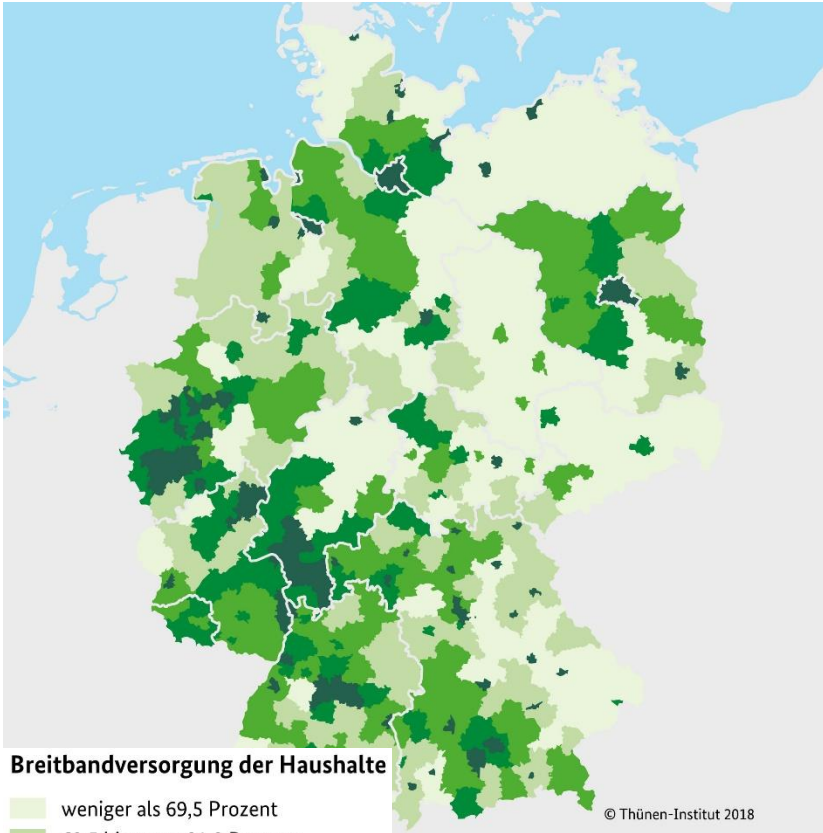 Breitbandversorgung der Haushalte
weniger als 69,5 Prozent
© Thünen-Institut 2018